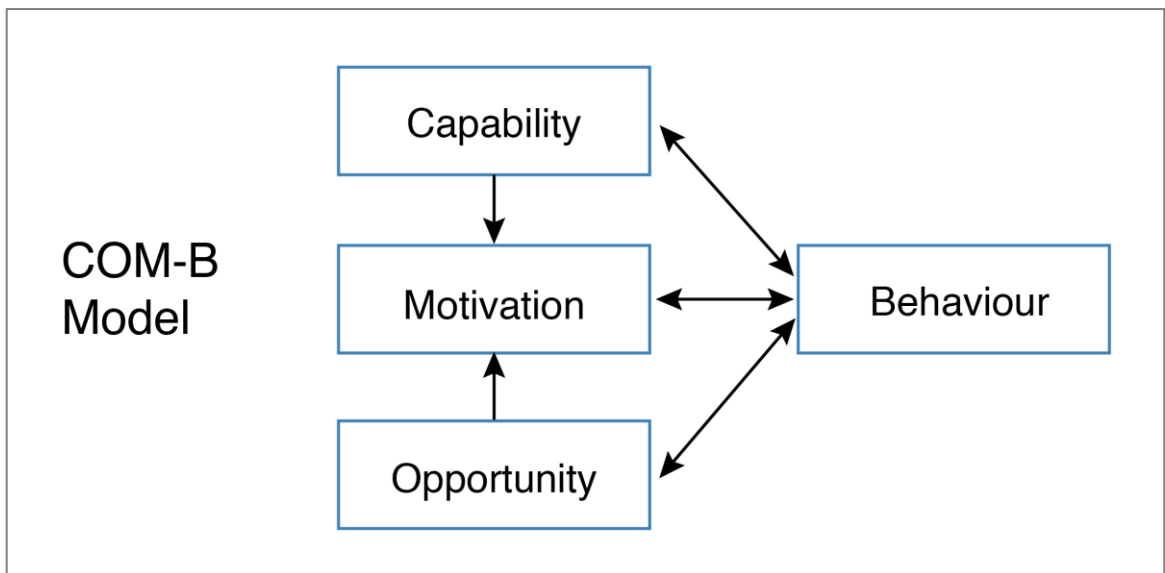 Capability
COM-B
Model
Motivation
Behaviour
Opportunity